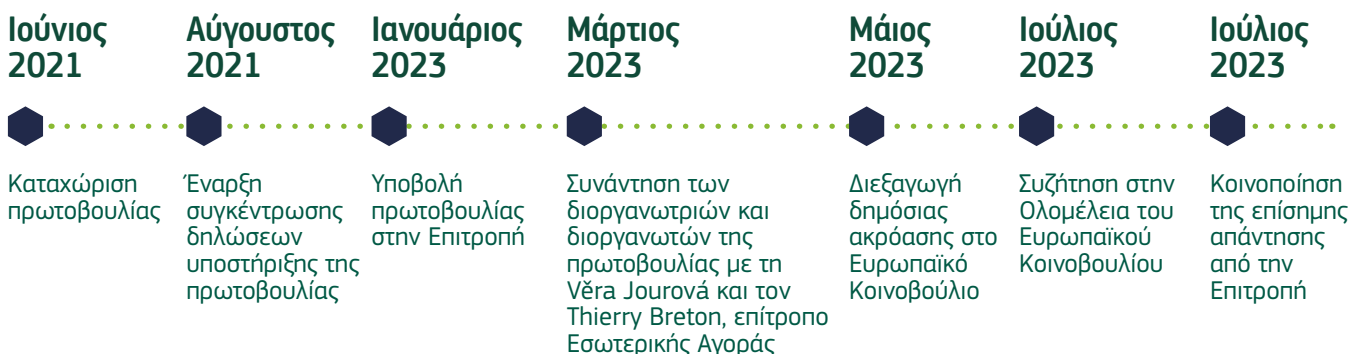 Ιούνιος
2021
Καταχώριση
πρωτοβουλίας
Αύγουστος
2021
Έναρξη
συγκέντρωσης
δηλώσεων
υποστήριξης της
πρωτοβουλίας
Ιανουάριος
2023
Υποβολή
πρωτοβουλίας
στην Επιτροπή
Μάρτιος
2023
Συνάντηση των
διοργανωτριών και
διοργανωτών της
πρωτοβουλίας με τη
Věra Jourová και τον
Thierry Breton, επίτροπο
Εσωτερικής Αγοράς
Μάιος
2023
Διεξαγωγή
δημόσιας
ακρόασης στο
Ευρωπαϊκό
Κοινοβούλιο
Ιούλιος
2023
Συζήτηση στην
Ολομέλεια του
Ευρωπαϊκού
Κοινοβουλίου
Ιούλιος
2023
Κοινοποίηση
της επίσημης
απάντησης
από την
Επιτροπή